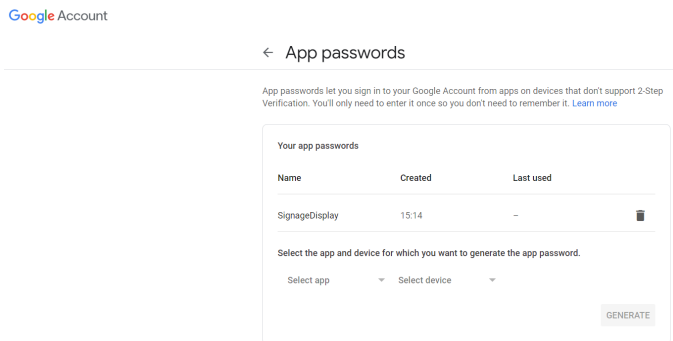 Google Account
App passwords
App passwords let you sign in to your Google Account from apps on devices that don't support 2-Step
Verification. You'll only need to enter it once so you don't need to remember it. Learn more
Your app passwords
Name Created Last used
SignageDisplay 15:14 –
Select the app and device for which you want to generate the app password.
Select app Select device
GENERATE